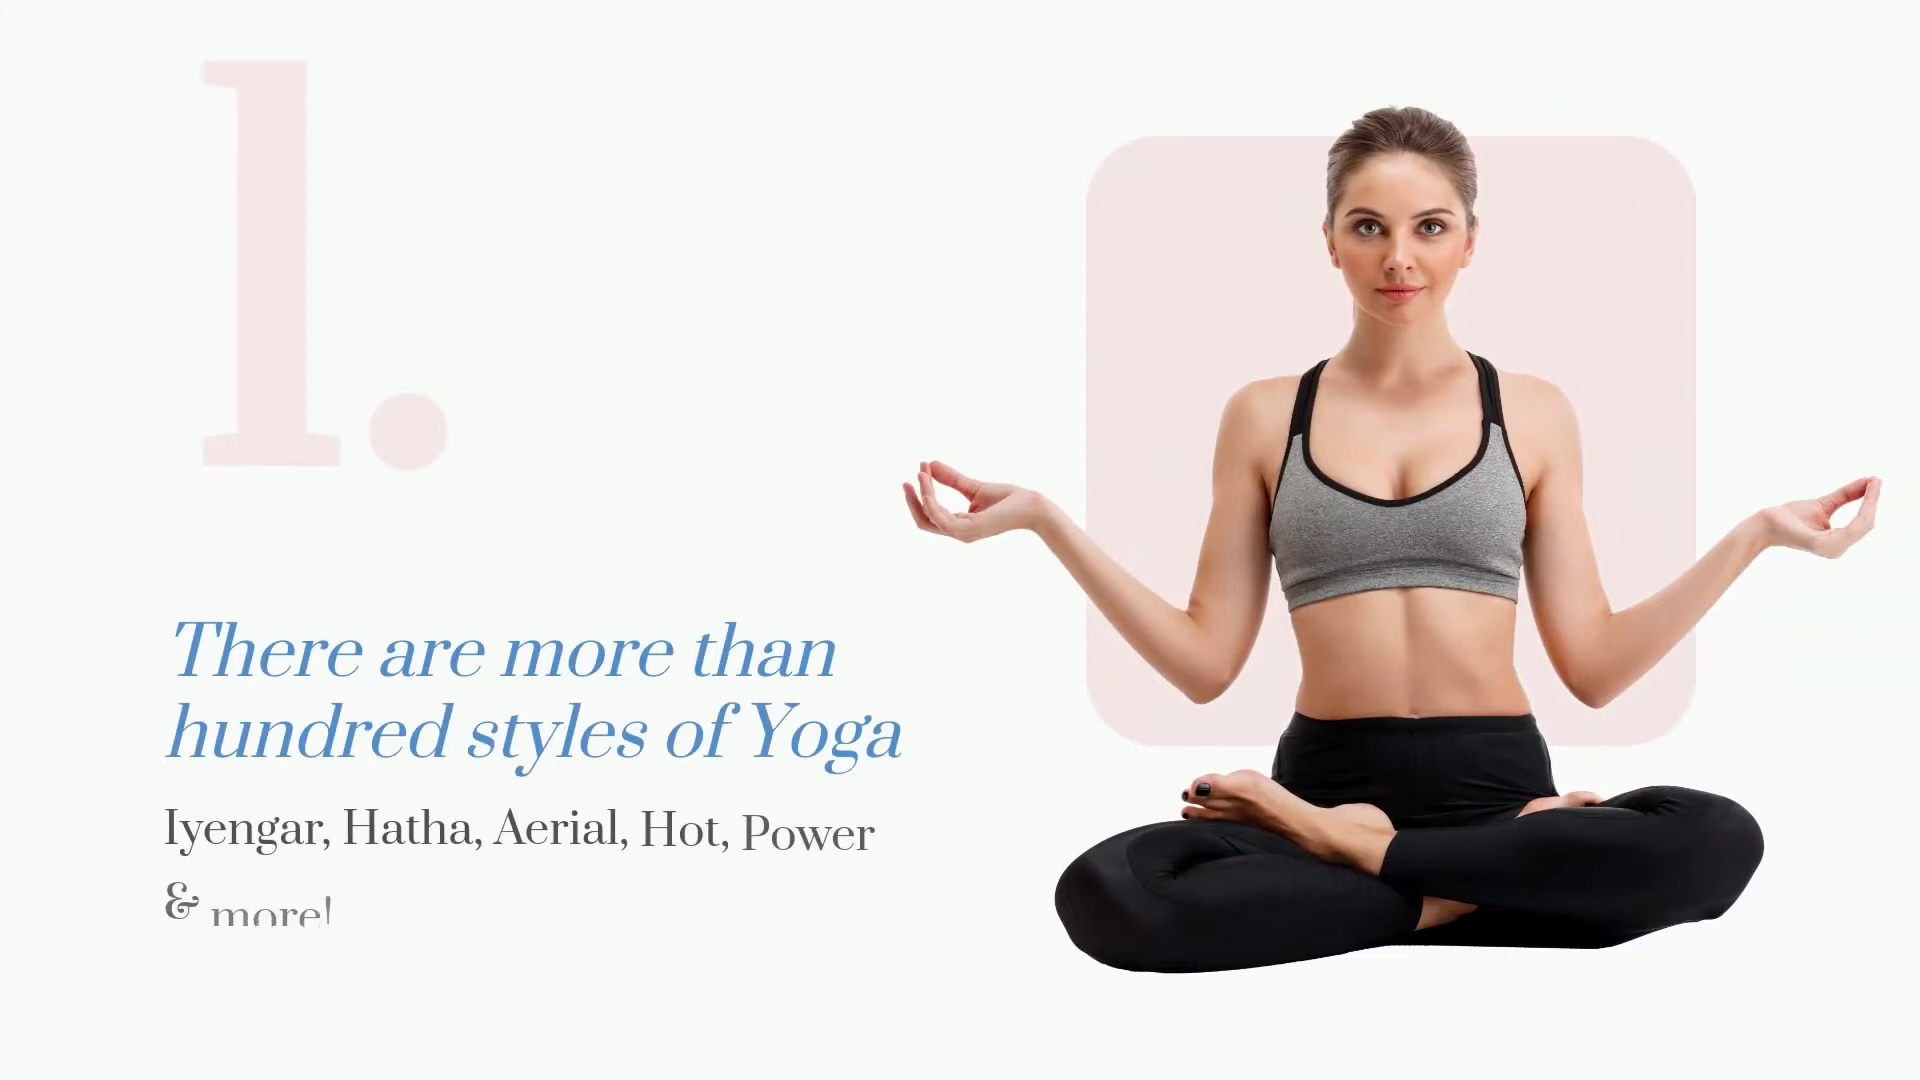 1.
There are more than
hundred styles of Yoga
Iyengar, Hatha, Aerial, Hot, Power
& more!